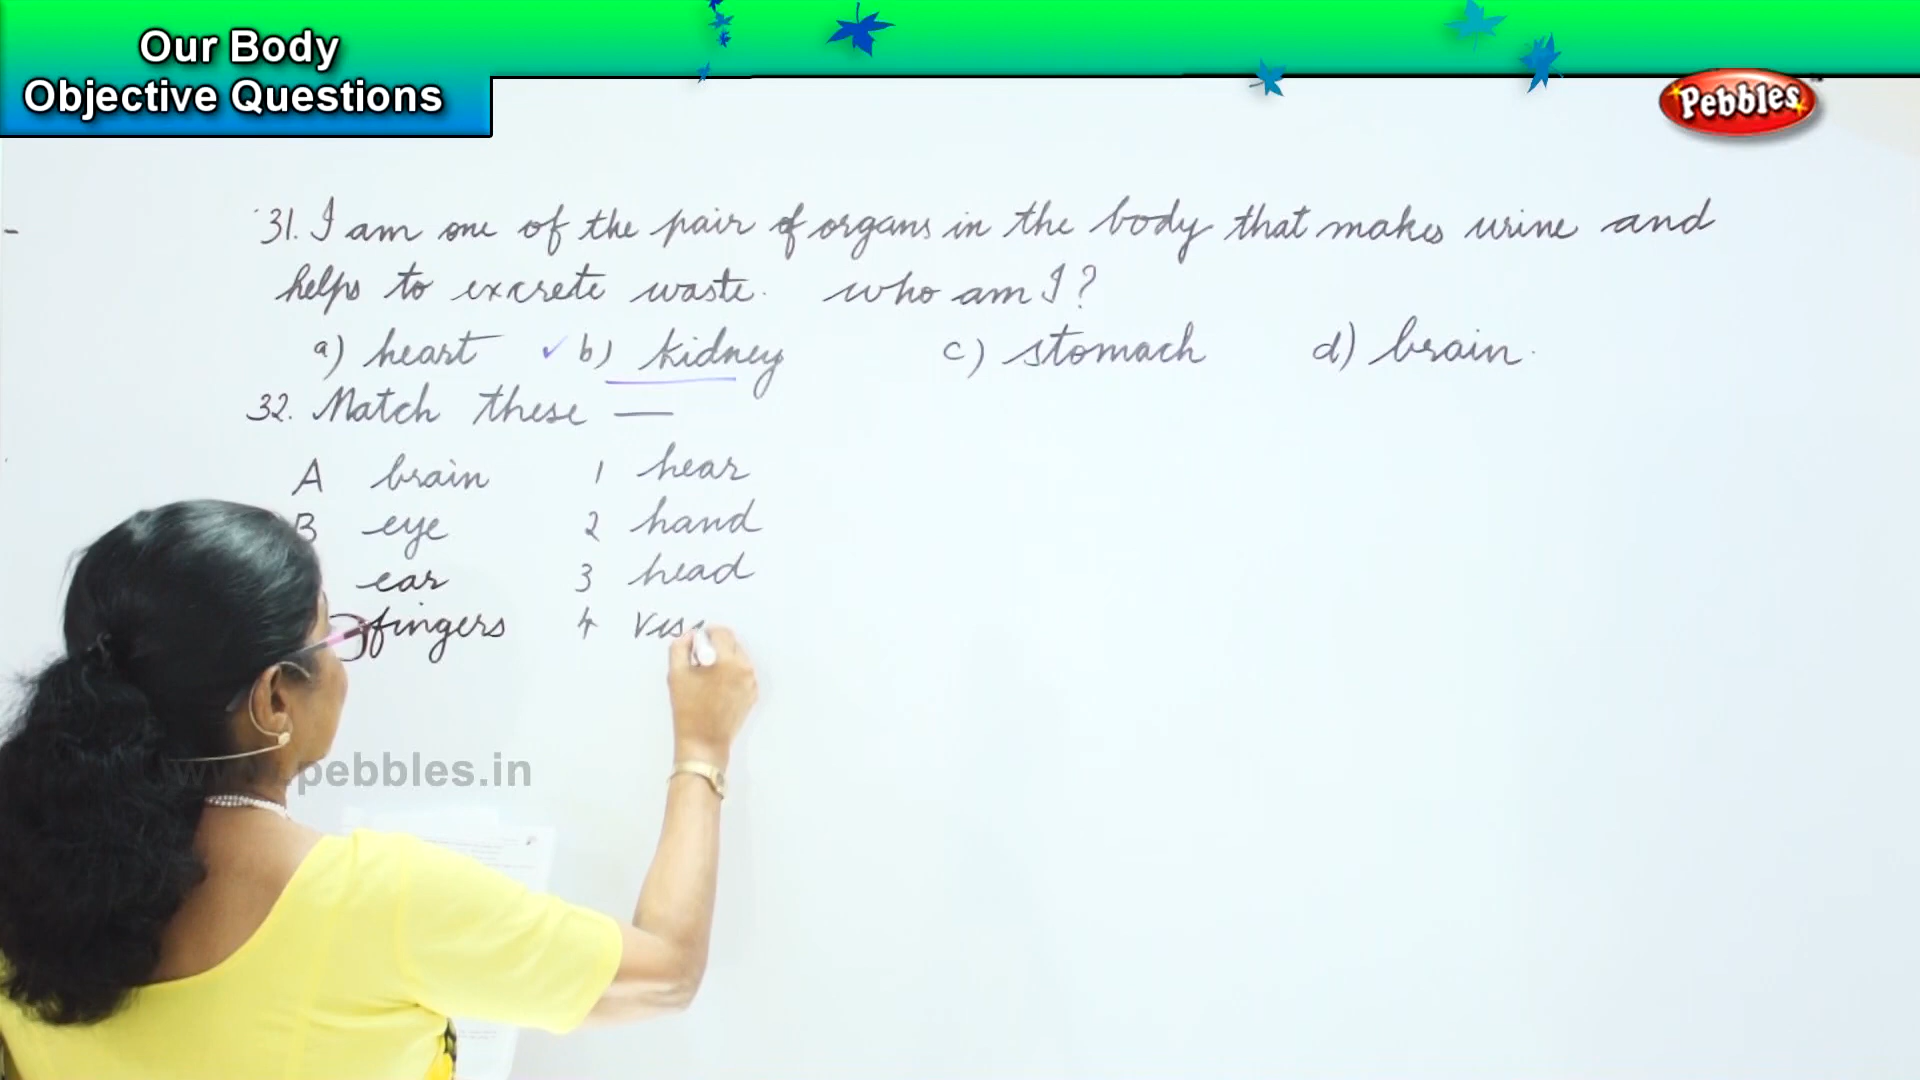 Our Body
Objective Questions
Pebbles
31. I am one of the pair of organs in the body that makes urine and
helps to excrete waste. who am I?
a) heart ✓ b) kidney c) stomach d) brain.
32. Match these —
A brain 1 hear
B eye 2 hand
ear 3 head
fingers 4 vis
www.pebbles.in